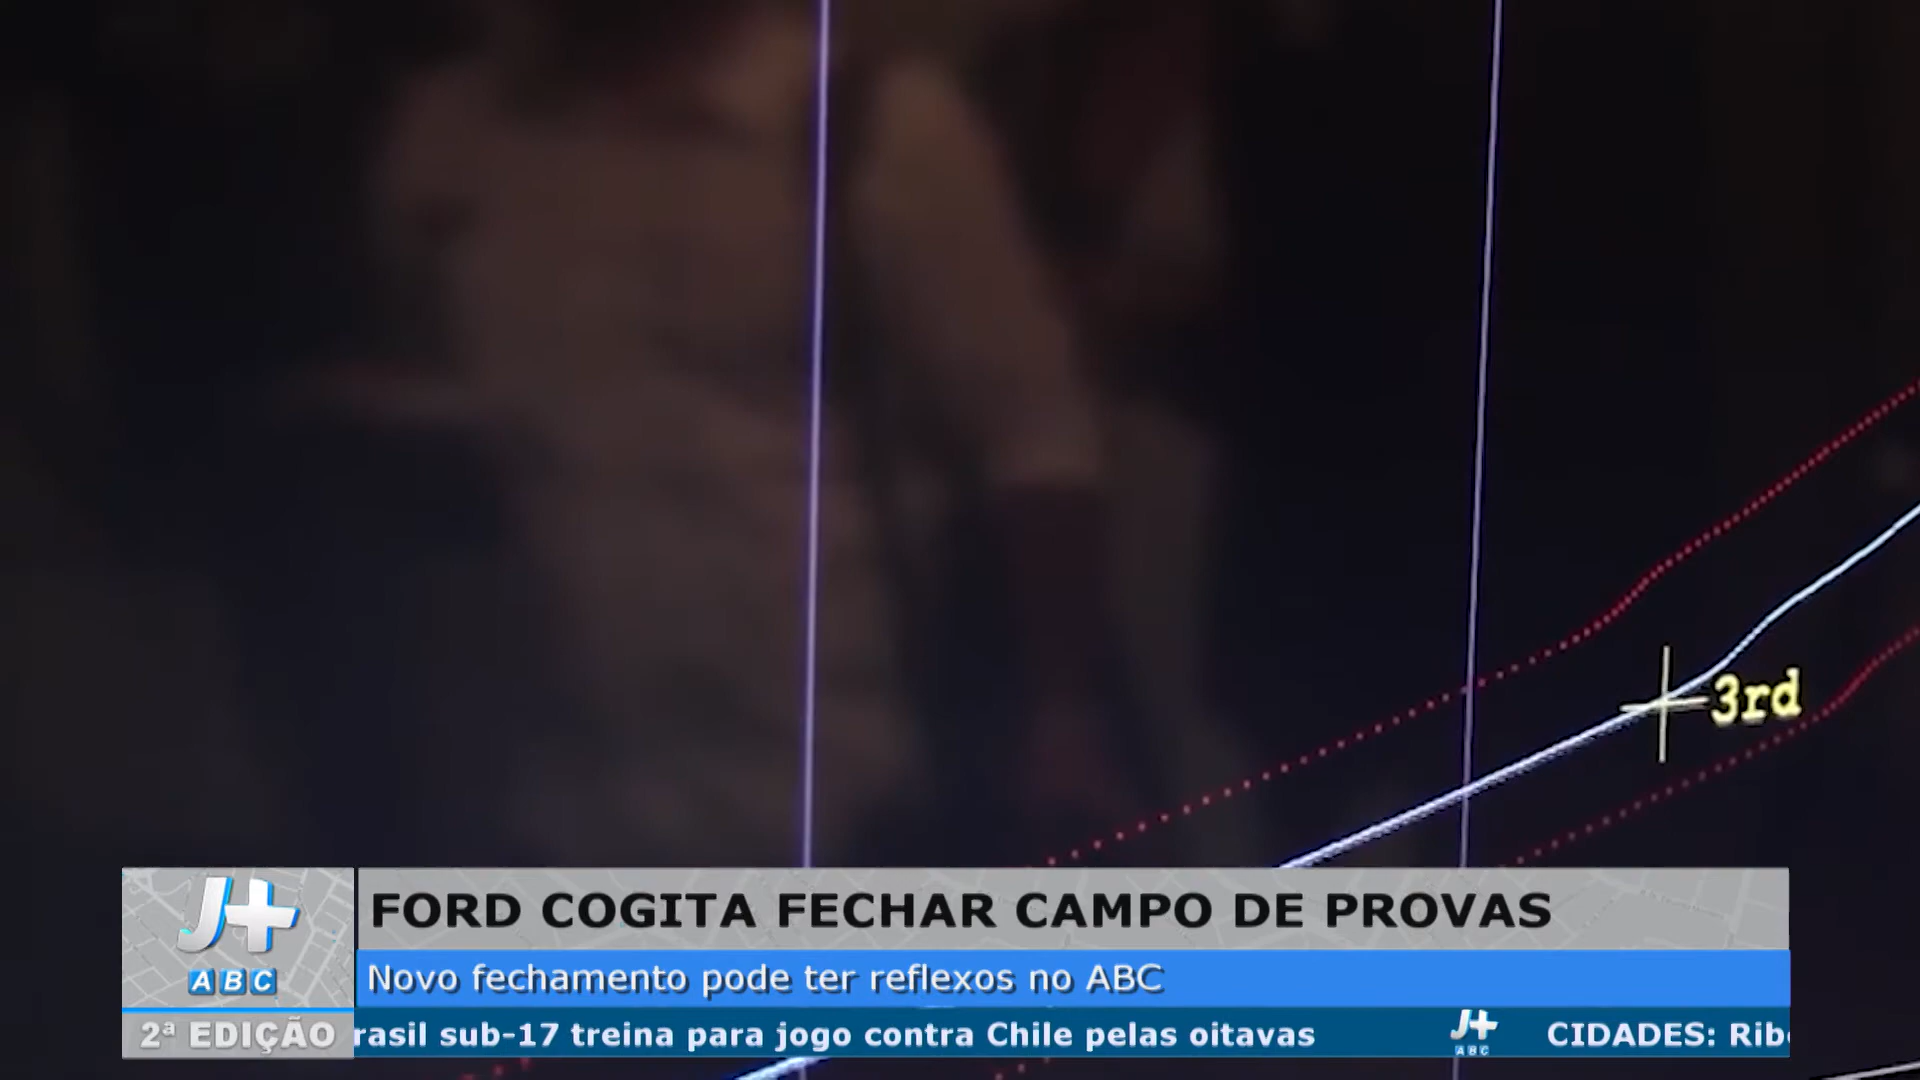 3rd
J+
ABC
2ª EDIÇÃO
FORD COGITA FECHAR CAMPO DE PROVAS
Novo fechamento pode ter reflexos no ABC
rasil sub-17 treina para jogo contra Chile pelas oitavas
J+
ABC
CIDADES: